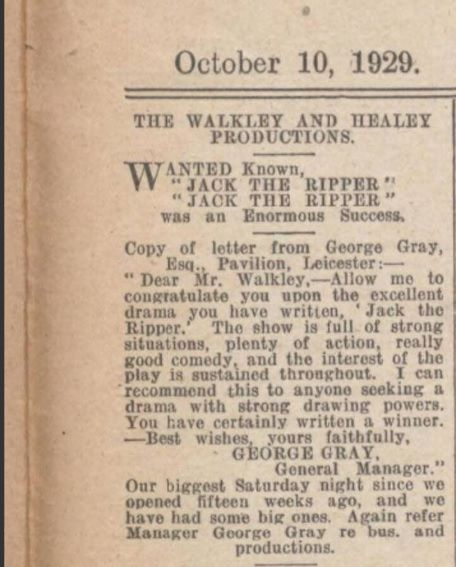 October 10, 1929.
THE WALKLEY AND HEALEY
PRODUCTIONS.
WANTED Known,
"JACK THE RIPPER"
"JACK THE RIPPER"
was an Enormous Success.
Copy of letter from George Gray,
Esq., Pavilion, Leicester:—
"Dear Mr. Walkley,—Allow me to
congratulate you upon the excellent
drama you have written, 'Jack the
Ripper.' The show is full of strong
situations, plenty of action, really
good comedy, and the interest of the
play is sustained throughout. I can
recommend this to anyone seeking a
drama with strong drawing powers.
You have certainly written a winner.
—Best wishes, yours faithfully,
GEORGE GRAY,
General Manager."
Our biggest Saturday night since we
opened fifteen weeks ago, and we
have had some big ones. Again refer
Manager George Gray re bus. and
productions.